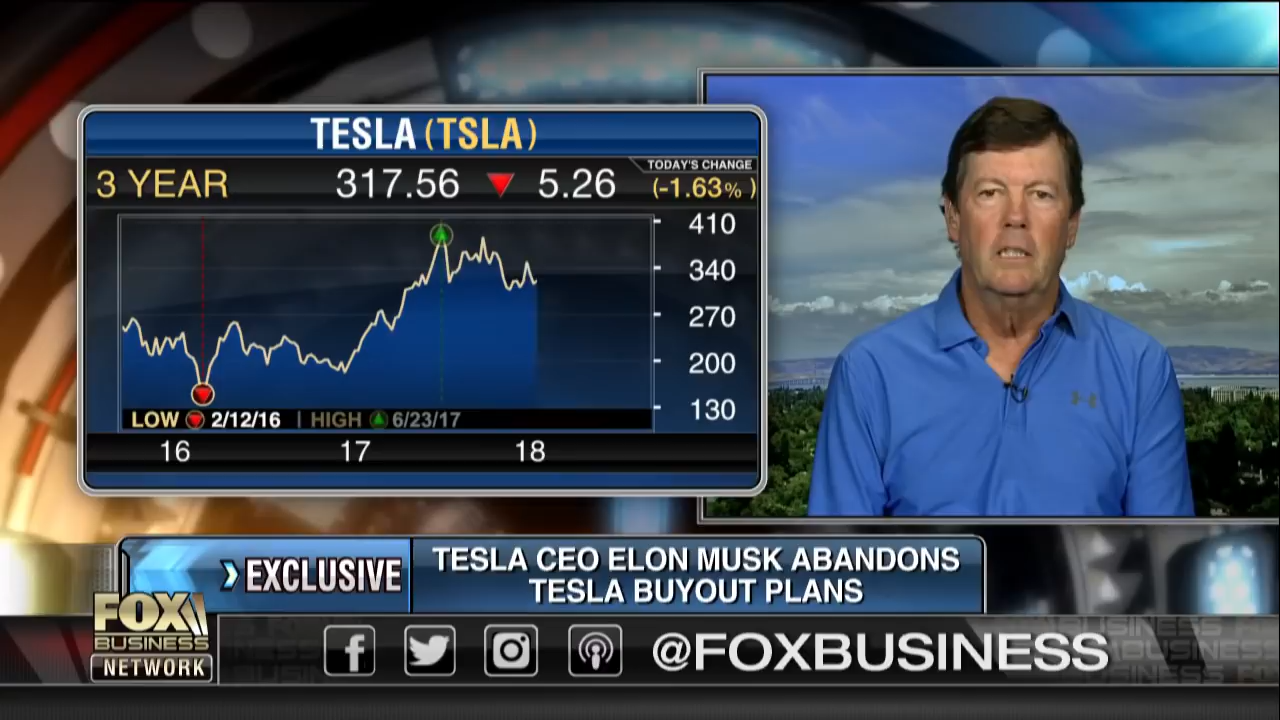 TESLA (TSLA)
3 YEAR 317.56 5.26
TODAY'S CHANGE
(-1.63%)
410
340
270
200
130
LOW 2/12/16 | HIGH 6/23/17
16 17 18
EXCLUSIVE
TESLA CEO ELON MUSK ABANDONS
TESLA BUYOUT PLANS
FOX
BUSINESS
NETWORK
@FOXBUSINESS